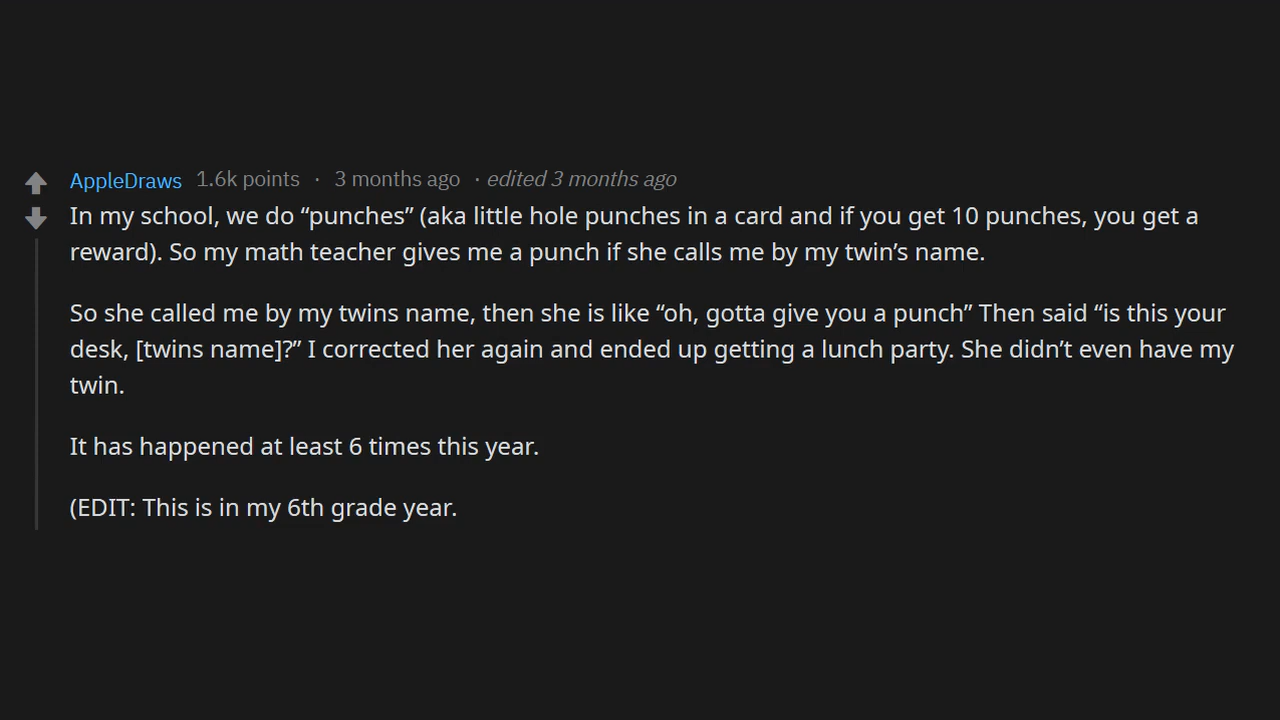 AppleDraws 1.6k points · 3 months ago · edited 3 months ago
In my school, we do “punches” (aka little hole punches in a card and if you get 10 punches, you get a
reward). So my math teacher gives me a punch if she calls me by my twin’s name.
So she called me by my twins name, then she is like “oh, gotta give you a punch” Then said “is this your
desk, [twins name]?” I corrected her again and ended up getting a lunch party. She didn’t even have my
twin.
It has happened at least 6 times this year.
(EDIT: This is in my 6th grade year.